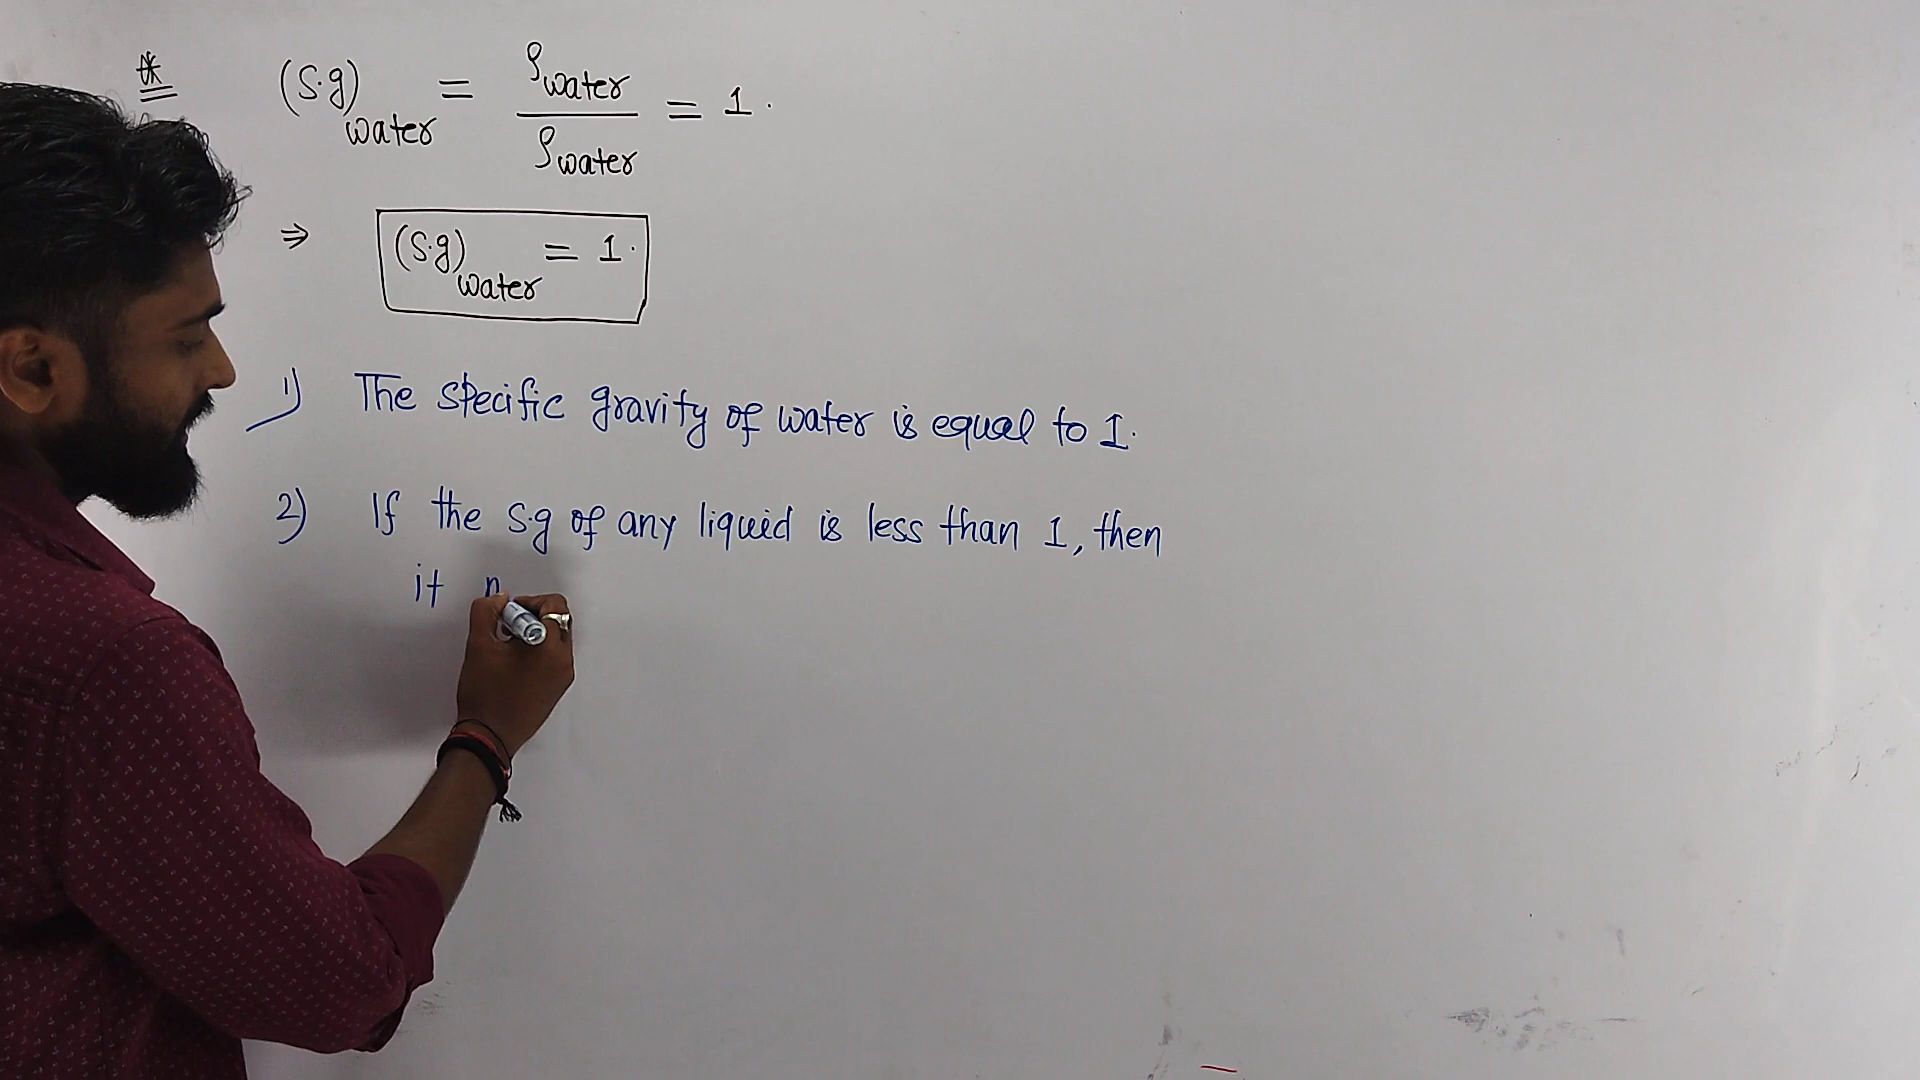 * (S.g)water = ρwater / ρwater = 1.
⇒ (S.g)water = 1.
1) The specific gravity of water is equal to 1.
2) If the S.g of any liquid is less than 1, then
it